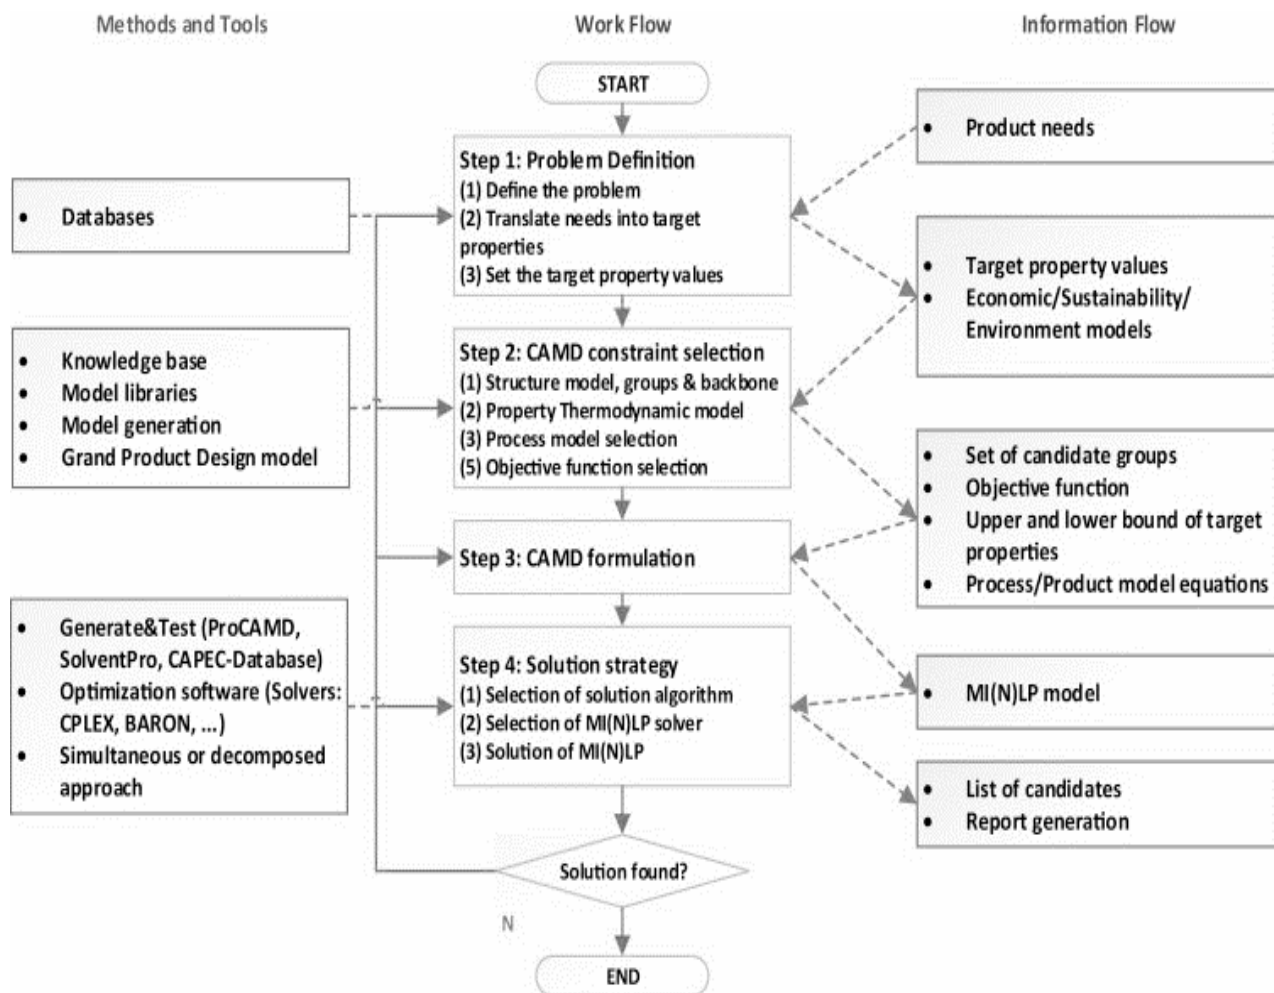 Methods and Tools
Work Flow
Information Flow
START
Step 1: Problem Definition
(1) Define the problem
(2) Translate needs into target
properties
(3) Set the target property values
Step 2: CAMD constraint selection
(1) Structure model, groups & backbone
(2) Property Thermodynamic model
(3) Process model selection
(5) Objective function selection
Step 3: CAMD formulation
Step 4: Solution strategy
(1) Selection of solution algorithm
(2) Selection of MI(N)LP solver
(3) Solution of MI(N)LP
Solution found?
N
END
• Databases
• Knowledge base
• Model libraries
• Model generation
• Grand Product Design model
• Generate&Test (ProCAMD,
SolventPro, CAPEC-Database)
• Optimization software (Solvers:
CPLEX, BARON, ...)
• Simultaneous or decomposed
approach
• Product needs
• Target property values
• Economic/Sustainability/
Environment models
• Set of candidate groups
• Objective function
• Upper and lower bound of target
properties
• Process/Product model equations
• MI(N)LP model
• List of candidates
• Report generation